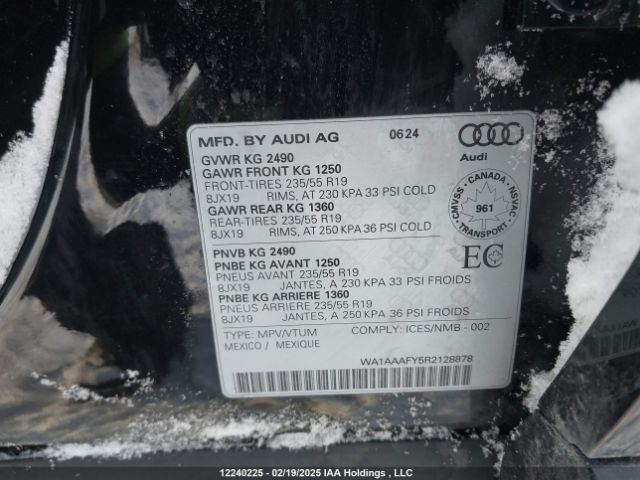 MFD. BY AUDI AG 0624
Audi
GVWR KG 2490
GAWR FRONT KG 1250
FRONT-TIRES 235/55 R19
8JX19 RIMS, AT 230 KPA 33 PSI COLD
GAWR REAR KG 1360
REAR-TIRES 235/55 R19
8JX19 RIMS, AT 250 KPA 36 PSI COLD
CMVSS - CANADA - NSVAC
961
TRANSPORT
PNVB KG 2490
PNBE KG AVANT 1250
PNEUS AVANT 235/55 R19
8JX19 JANTES, A 230 KPA 33 PSI FROIDS
PNBE KG ARRIERE 1360
PNEUS ARRIERE 235/55 R19
8JX19 JANTES, A 250 KPA 36 PSI FROIDS
EC
TYPE: MPV/VTUM COMPLY: ICES/NMB - 002
MEXICO / MEXIQUE
WA1AAAFY5R2128878
12240225 - 02/19/2025 IAA Holdings , LLC